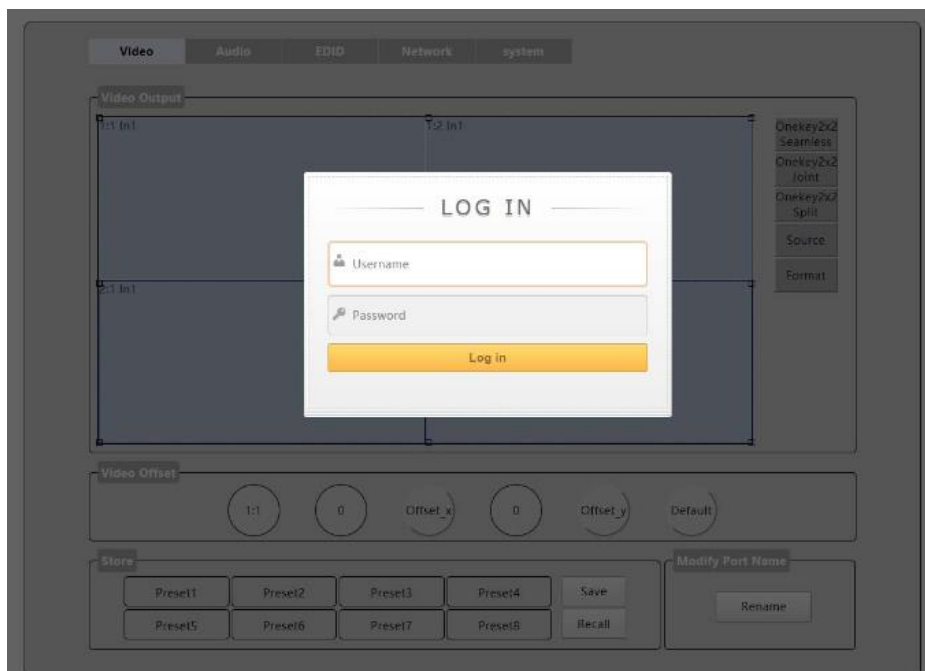 Video Audio EDID Network system
Video Output
1:1 In1 1:2 In1
Onekey2x2
Seamless
Onekey2x2
Joint
Onekey2x2
Split
Source
Format
2:1 In1
LOG IN
Username
Password
Log in
Video Offset
1:1 0 Offset_x 0 Offset_y Default
Store
Preset1 Preset2 Preset3 Preset4 Save
Preset5 Preset6 Preset7 Preset8 Recall
Modify Port Name
Rename